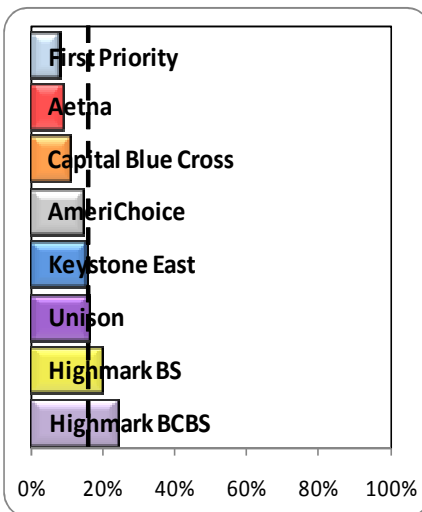 First Priority
Aetna
Capital Blue Cross
AmeriChoice
Keystone East
Unison
Highmark BS
Highmark BCBS
0% 20% 40% 60% 80% 100%